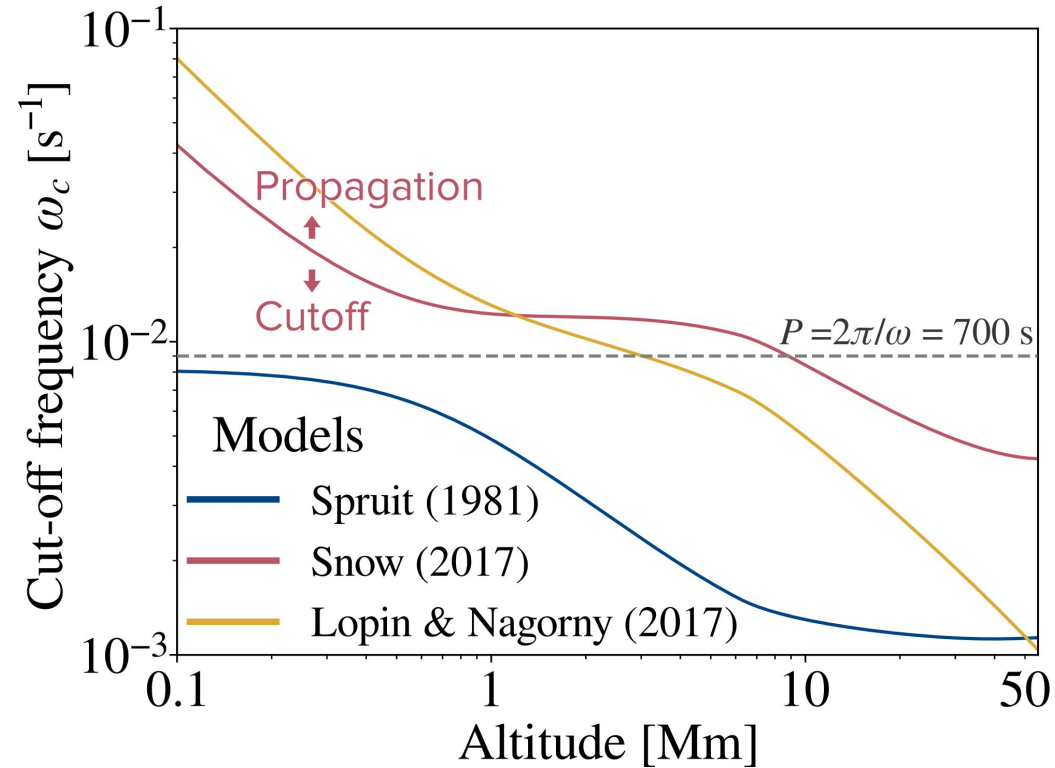 10⁻¹
Cut-off frequency ω_c [s⁻¹]
Propagation
Cutoff
10⁻²
P =2π/ω = 700 s
Models
Spruit (1981)
Snow (2017)
Lopin & Nagorny (2017)
10⁻³
0.1 1 10 50
Altitude [Mm]